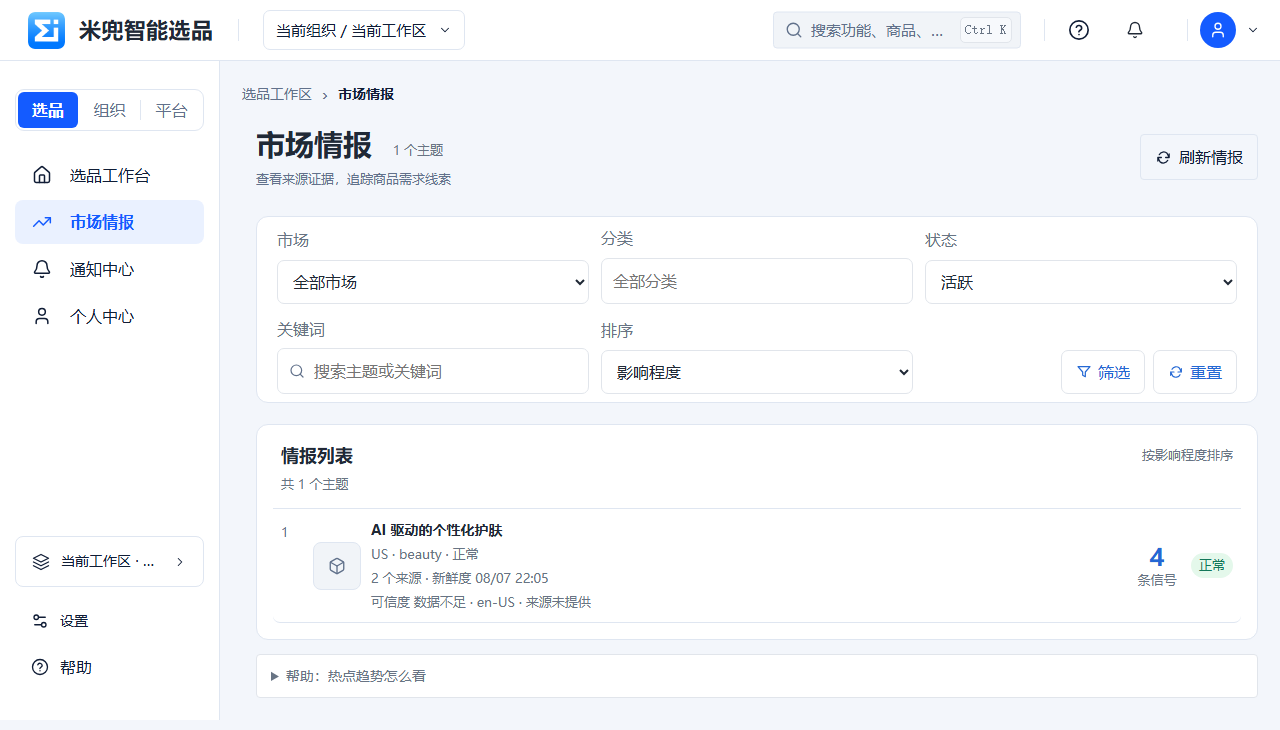 米兜智能选品
当前组织 / 当前工作区
搜索功能、商品、... Ctrl K
选品 组织 平台
选品工作台
市场情报
通知中心
个人中心
当前工作区 · ...
设置
帮助
选品工作区 › 市场情报
市场情报 1 个主题
查看来源证据，追踪商品需求线索
刷新情报
市场 分类 状态
全部市场 全部分类 活跃
关键词 排序
搜索主题或关键词 影响程度 筛选 重置
情报列表 按影响程度排序
共 1 个主题
1 AI 驱动的个性化护肤
US · beauty · 正常
2 个来源 · 新鲜度 08/07 22:05
可信度 数据不足 · en-US · 来源未提供
4 正常
条信号
帮助：热点趋势怎么看